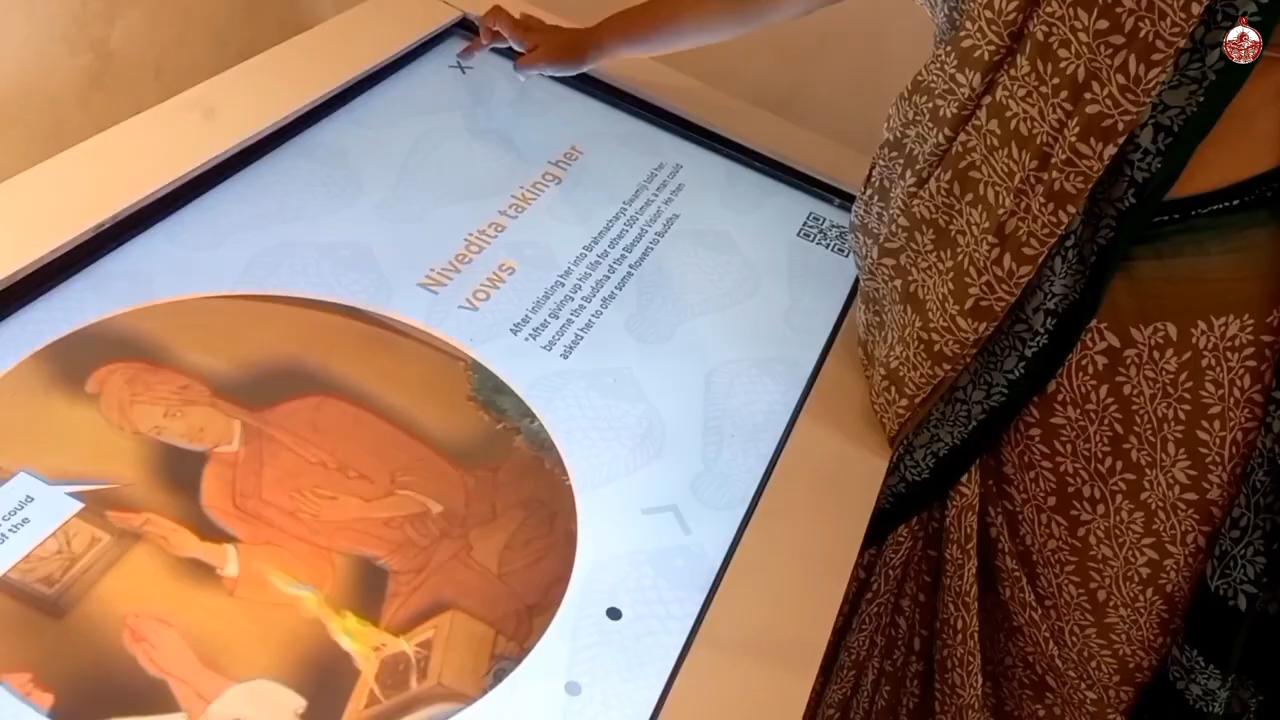 X
Nivedita taking her
vows
After initiating her into Brahmacharya Swamiji told her,
"After giving up his life for others 500 times, a man could
become the Buddha of the Blessed Vision". He then
asked her to offer some flowers to Buddha.
could
of the